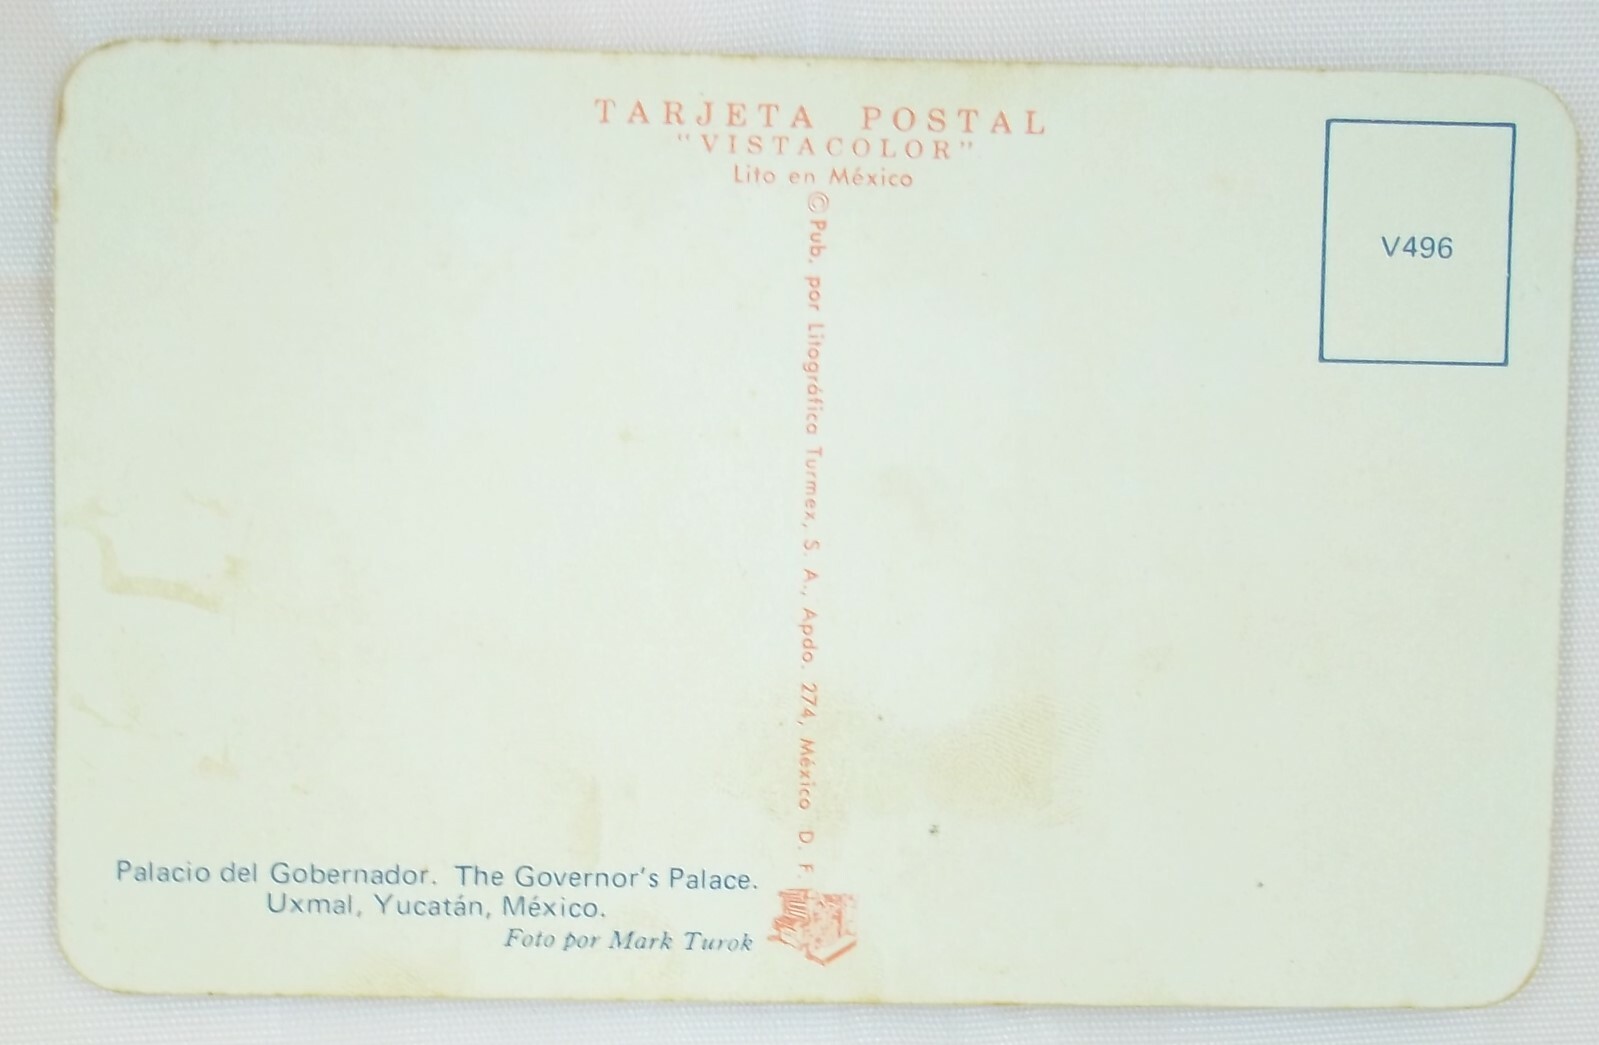 TARJETA POSTAL
"VISTACOLOR"
Lito en México
© Pub. por Litográfica Turmex, S. A., Apdo. 274, México D. F.
V496
Palacio del Gobernador. The Governor's Palace.
Uxmal, Yucatán, México.
Foto por Mark Turok